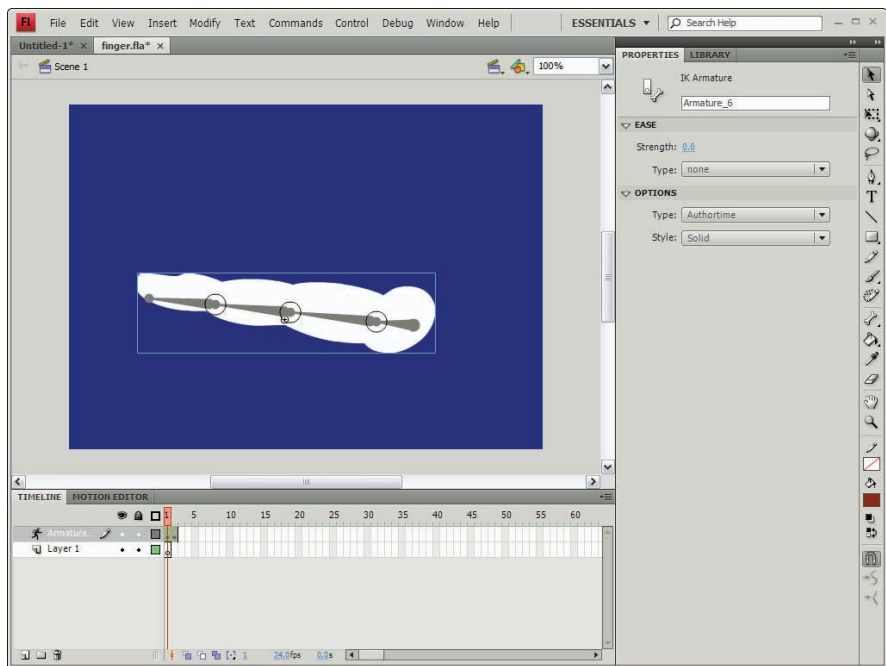 Fl File Edit View Insert Modify Text Commands Control Debug Window Help ESSENTIALS Search Help
Untitled-1* × finger.fla* ×
Scene 1 100%
PROPERTIES LIBRARY
IK Armature
Armature_6
EASE
Strength: 0.0
Type: none
OPTIONS
Type: Authortime
Style: Solid
TIMELINE MOTION EDITOR
1 5 10 15 20 25 30 35 40 45 50 55 60
Armature...
Layer 1
1 24.0fps 0.0s